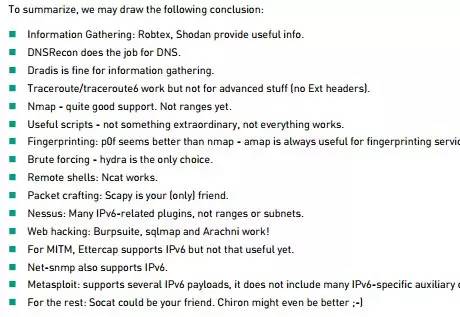 To summarize, we may draw the following conclusion:
Information Gathering: Robtex, Shodan provide useful info.
DNSRecon does the job for DNS.
Dradis is fine for information gathering.
Traceroute/traceroute6 work but not for advanced stuff (no Ext headers).
Nmap - quite good support. Not ranges yet.
Useful scripts - not something extraordinary, not everything works.
Fingerprinting: p0f seems better than nmap - amap is always useful for fingerprinting servic
Brute forcing - hydra is the only choice.
Remote shells: Ncat works.
Packet crafting: Scapy is your (only) friend.
Nessus: Many IPv6-related plugins, not ranges or subnets.
Web hacking: Burpsuite, sqlmap and Arachni work!
For MITM, Ettercap supports IPv6 but not that useful yet.
Net-snmp also supports IPv6.
Metasploit: supports several IPv6 payloads, it does not include many IPv6-specific auxiliary
For the rest: Socat could be your friend. Chiron might even be better ;-)